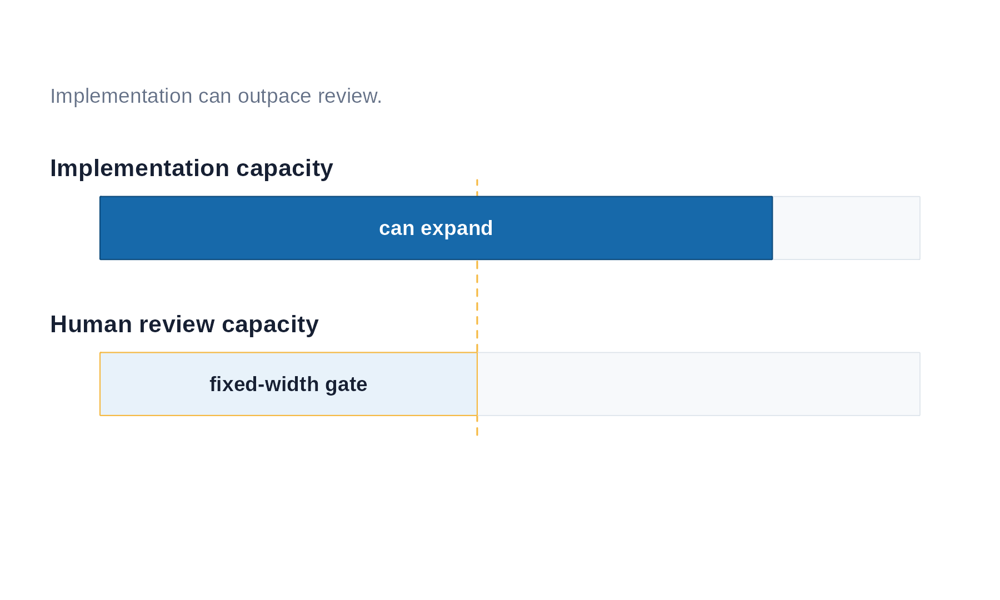 Implementation can outpace review.
Implementation capacity
can expand
Human review capacity
fixed-width gate